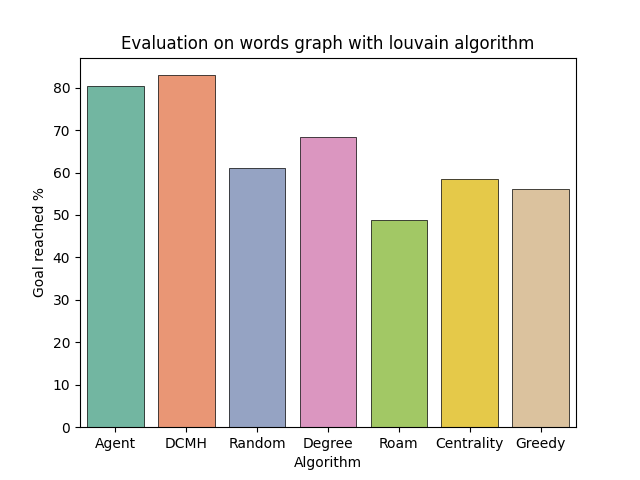 Evaluation on words graph with louvain algorithm
80
70
60
50
40
30
20
10
0
Goal reached %
Agent DCMH Random Degree Roam Centrality Greedy
Algorithm